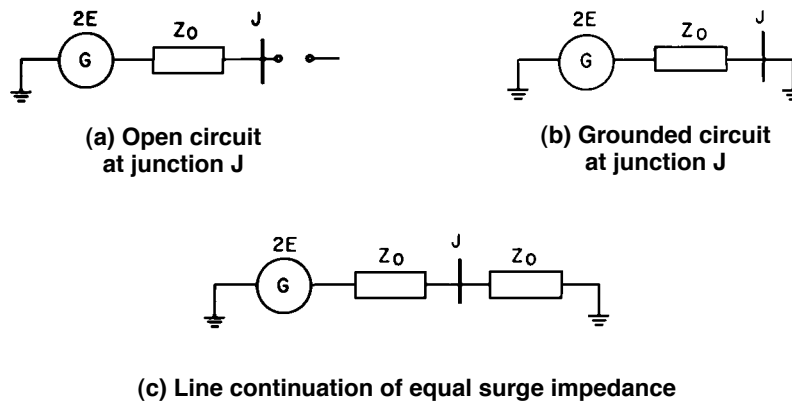 2E
Z0
J
G
(a) Open circuit
at junction J
2E
Z0
J
G
(b) Grounded circuit
at junction J
2E
Z0
J
Z0
G
(c) Line continuation of equal surge impedance